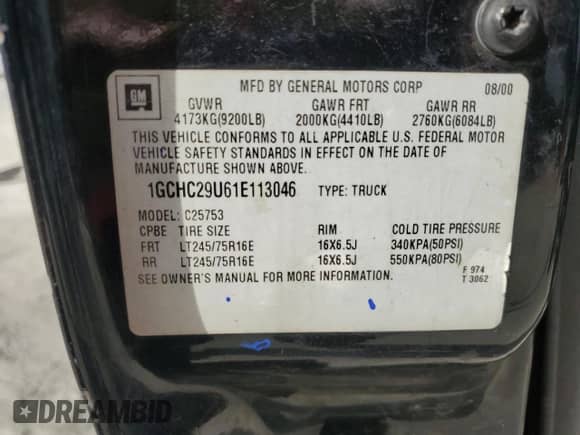 MFD BY GENERAL MOTORS CORP 08/00
GM
GVWR GAWR FRT GAWR RR
4173KG(9200LB) 2000KG(4410LB) 2760KG(6084LB)
THIS VEHICLE CONFORMS TO ALL APPLICABLE U.S. FEDERAL MOTOR
VEHICLE SAFETY STANDARDS IN EFFECT ON THE DATE OF
MANUFACTURE SHOWN ABOVE.
1GCHC29U61E113046 TYPE: TRUCK
MODEL: C25753
CPBE TIRE SIZE RIM COLD TIRE PRESSURE
FRT LT245/75R16E 16X6.5J 340KPA(50PSI)
RR LT245/75R16E 16X6.5J 550KPA(80PSI)
SEE OWNER'S MANUAL FOR MORE INFORMATION.
F 974
T 3062
DREAMBID